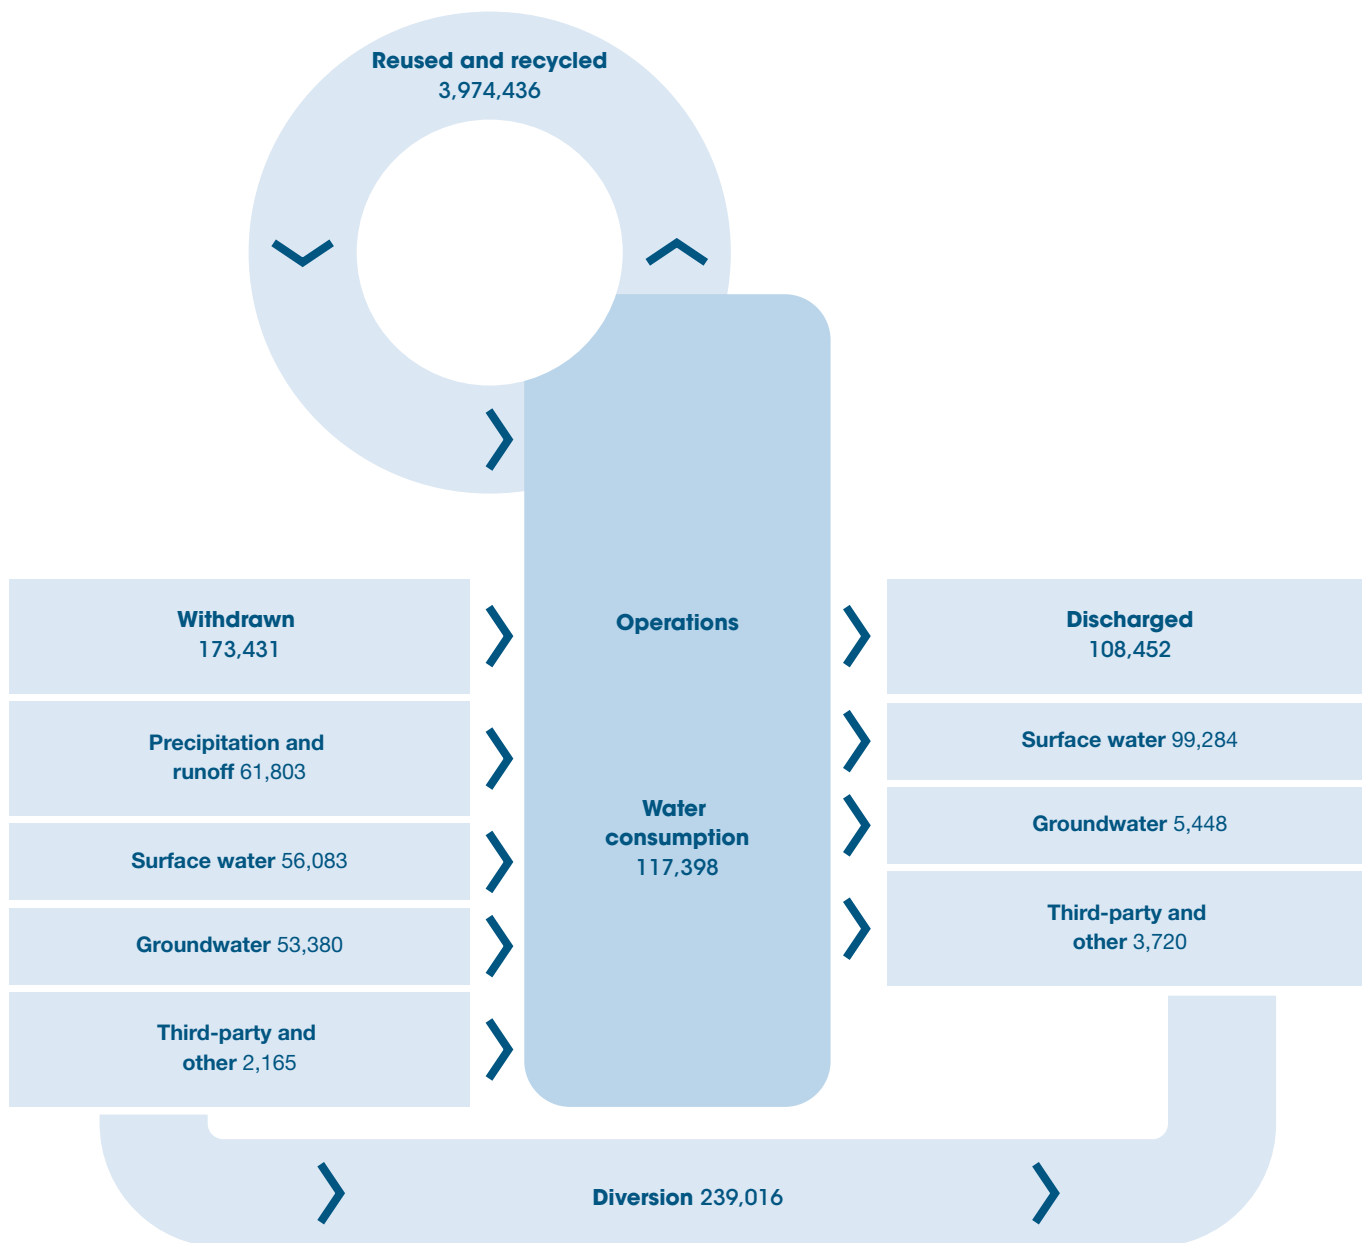 Reused and recycled
3,974,436
Withdrawn
173,431
Precipitation and
runoff 61,803
Surface water 56,083
Groundwater 53,380
Third-party and
other 2,165
Operations
Water
consumption
117,398
Discharged
108,452
Surface water 99,284
Groundwater 5,448
Third-party and
other 3,720
Diversion 239,016